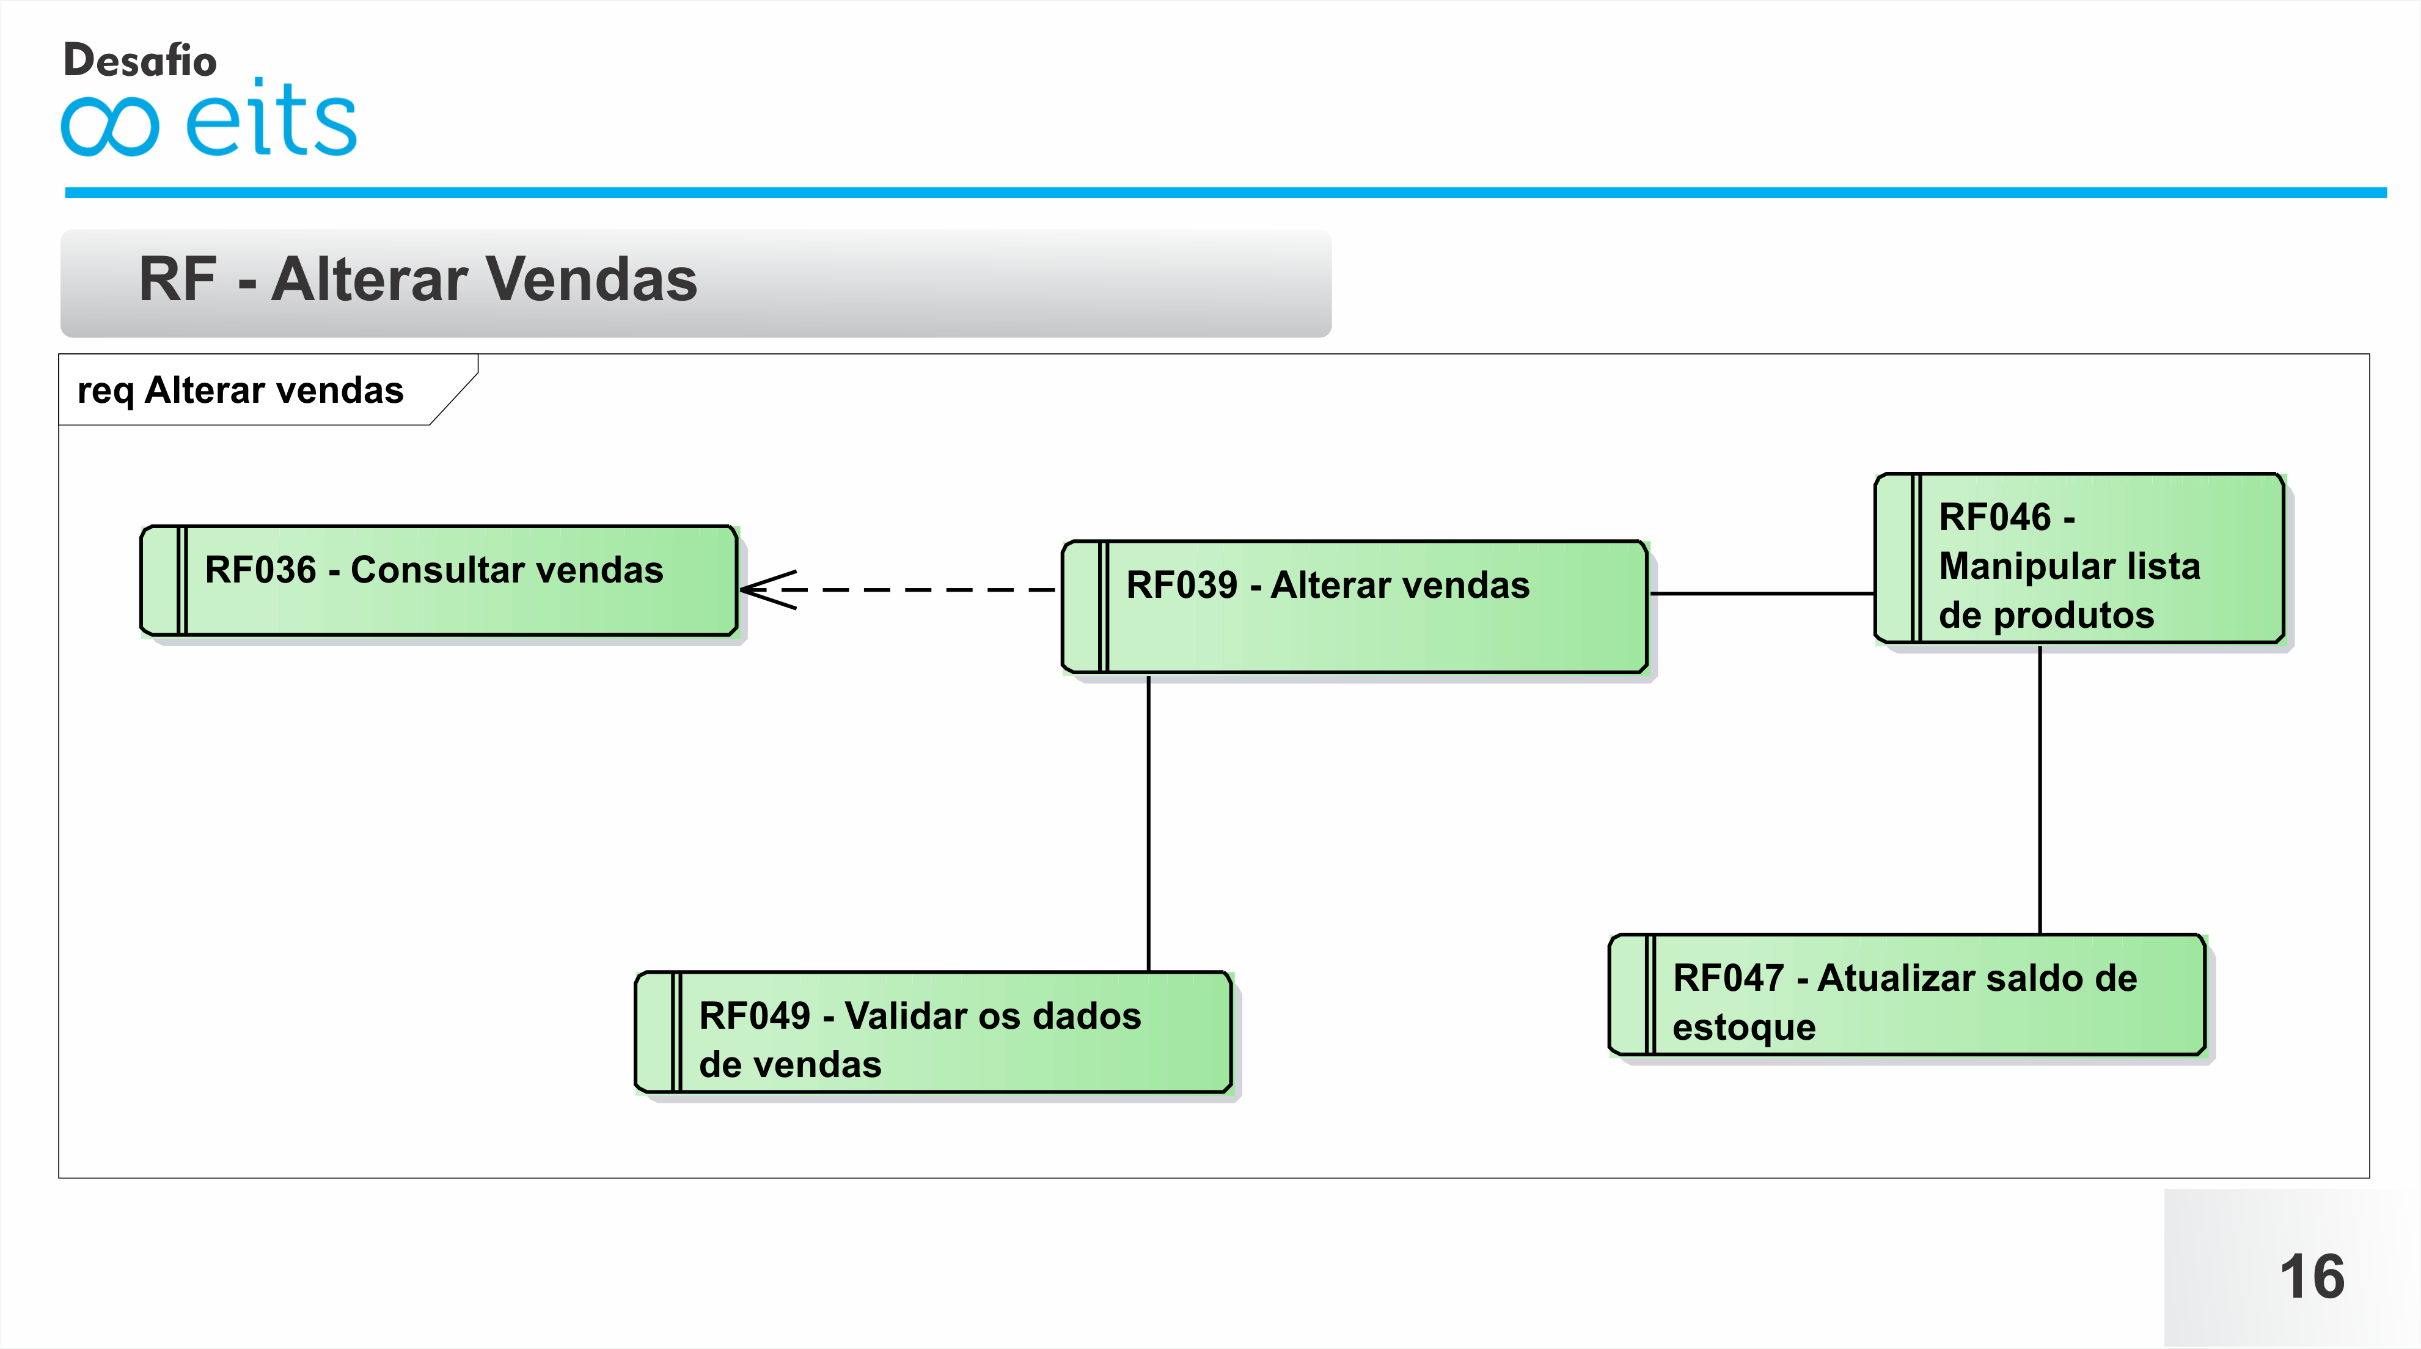 Desafio
eits
RF - Alterar Vendas
req Alterar vendas
RF036 - Consultar vendas
RF039 - Alterar vendas
RF046 -
Manipular lista
de produtos
RF049 - Validar os dados
de vendas
RF047 - Atualizar saldo de
estoque
16